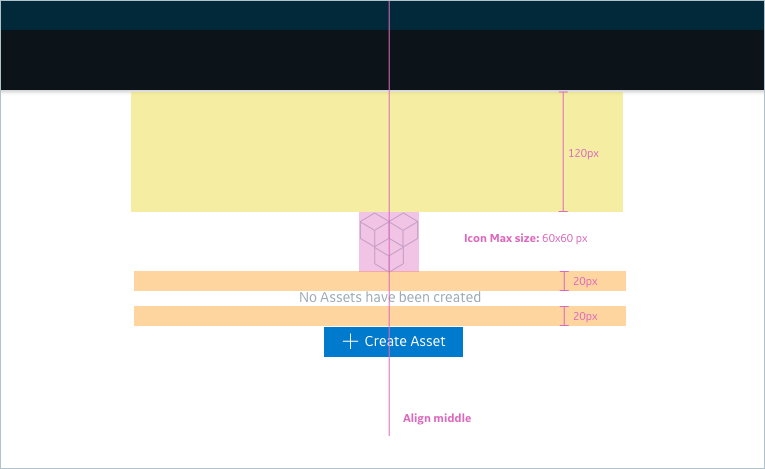 120px
Icon Max size: 60x60 px
20px
No Assets have been created
20px
Create Asset
Align middle